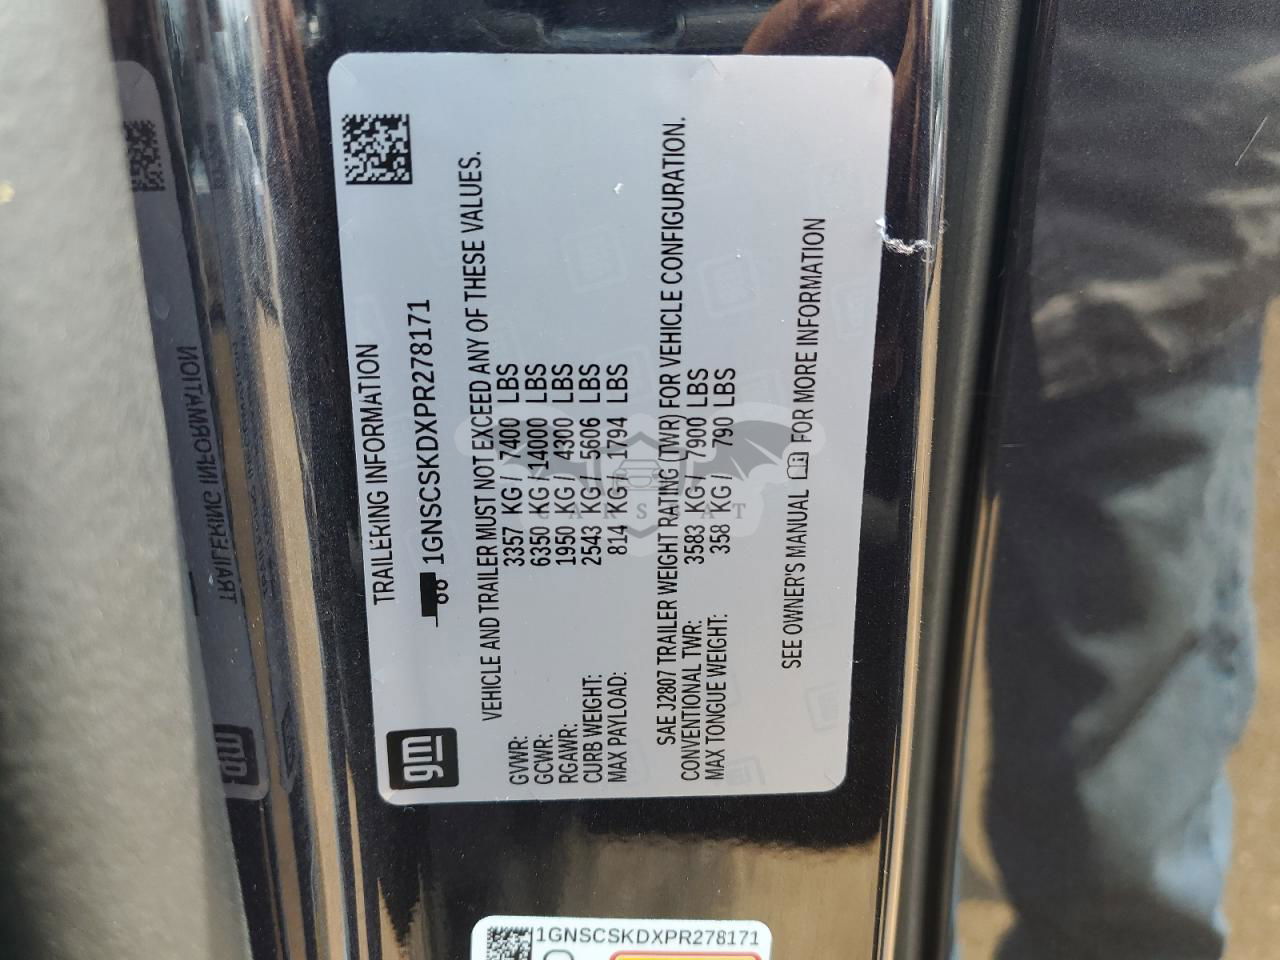 TRAILERING INFORMATION
1GNSCSKDXPR278171
gm
VEHICLE AND TRAILER MUST NOT EXCEED ANY OF THESE VALUES.
GVWR: 3357 KG / 7400 LBS
GCWR: 6350 KG / 14000 LBS
RGAWR: 1950 KG / 4300 LBS
CURB WEIGHT: 2543 KG / 5606 LBS
MAX PAYLOAD: 814 KG / 1794 LBS
SAE J2807 TRAILER WEIGHT RATING (TWR) FOR VEHICLE CONFIGURATION.
CONVENTIONAL TWR: 3583 KG / 7900 LBS
MAX TONGUE WEIGHT: 358 KG / 790 LBS
SEE OWNER'S MANUAL FOR MORE INFORMATION
CARSBAT
1GNSCSKDXPR278171
TRAILERING INFORMATION
gm